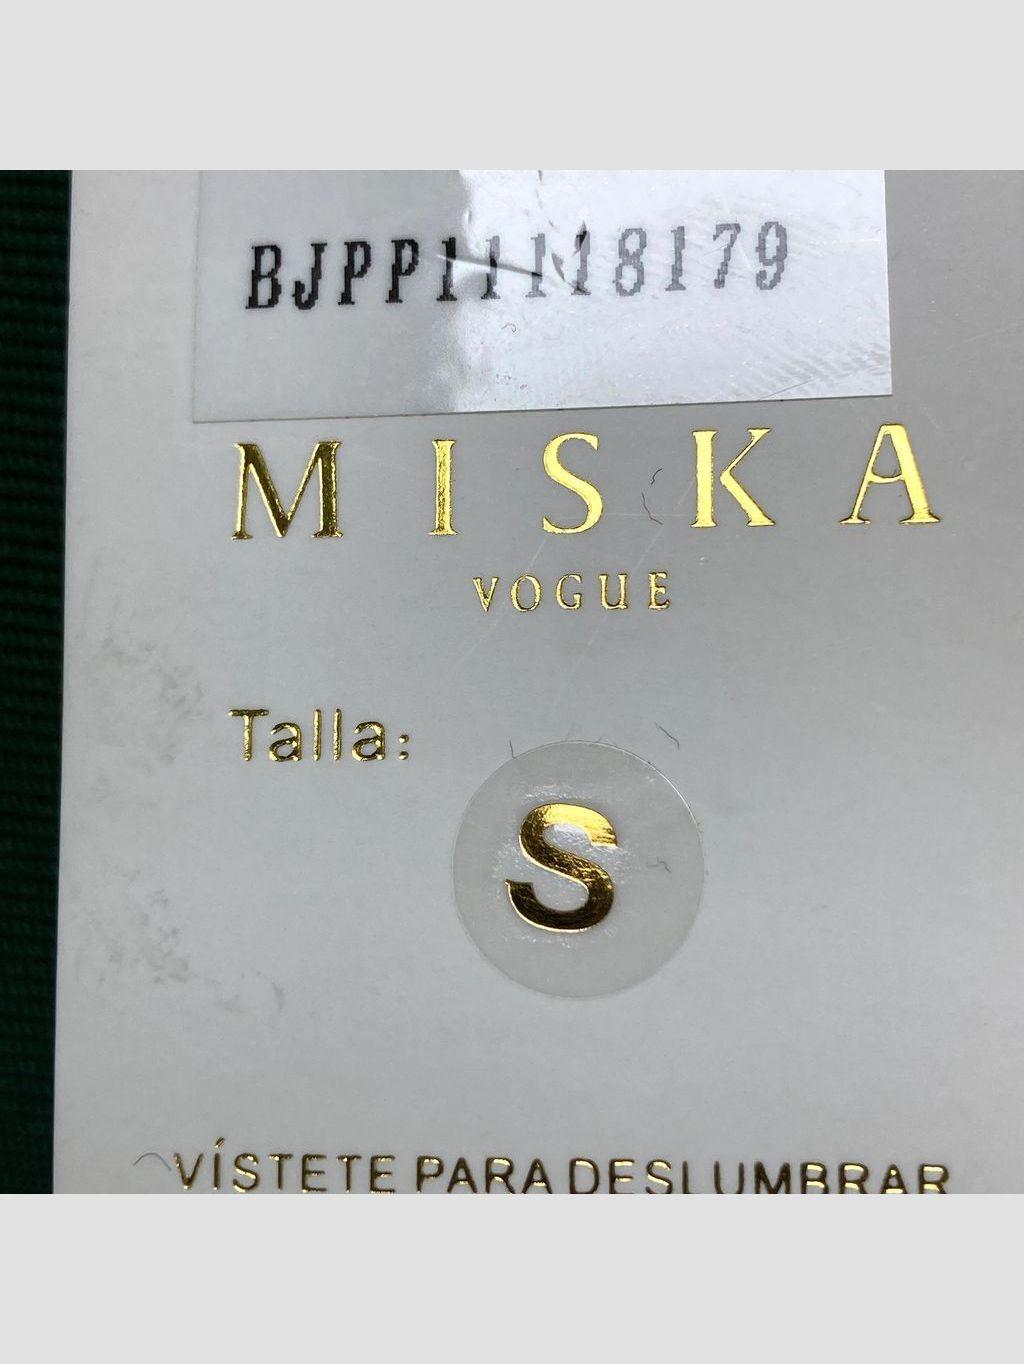 BJPP11118179
MISKA
VOGUE
Talla:
S
VÍSTETE PARA DESLUMBRAR